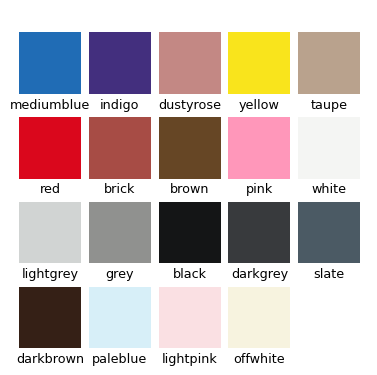 mediumblue indigo dustyrose yellow taupe
red brick brown pink white
lightgrey grey black darkgrey slate
darkbrown paleblue lightpink offwhite